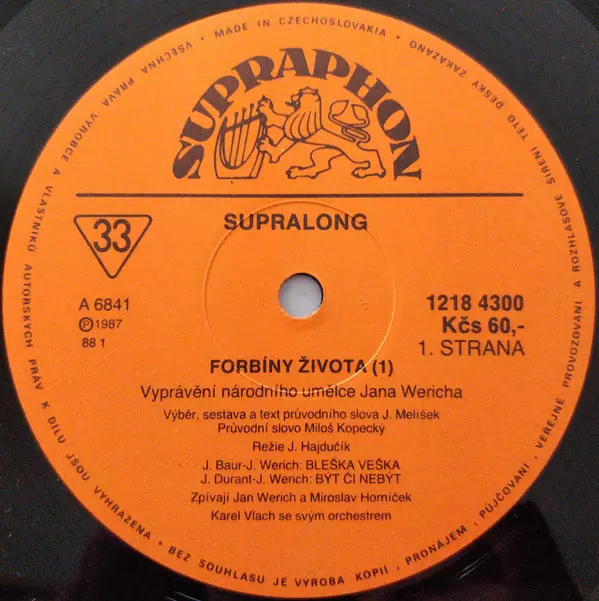 MADE IN CZECHOSLOVAKIA •
VŠECHNA PRÁVA VÝROBCE A VLASTNÍKŮ AUTORSKÝCH PRÁV K DÍLU JSOU VYHRAZENA • BEZ SOUHLASU JE VÝROBA KOPIÍ, PRONÁJEM, PŮJČOVÁNÍ, VEŘEJNÉ PROVOZOVÁNÍ A ROZHLASOVÉ ŠÍŘENÍ TÉTO DESKY ZAKÁZÁNO •
SUPRAPHON
33
SUPRALONG
A 6841
Ⓟ1987
88 1
1218 4300
Kčs 60,-
1. STRANA
FORBÍNY ŽIVOTA (1)
Vyprávění národního umělce Jana Wericha
Výběr, sestava a text průvodního slova J. Melíšek
Průvodní slovo Miloš Kopecký
Režie J. Hajdučík
J. Baur-J. Werich: BLEŠKA VEŠKA
J. Durant-J. Werich: BÝT ČI NEBÝT
Zpívají Jan Werich a Miroslav Horníček
Karel Vlach se svým orchestrem